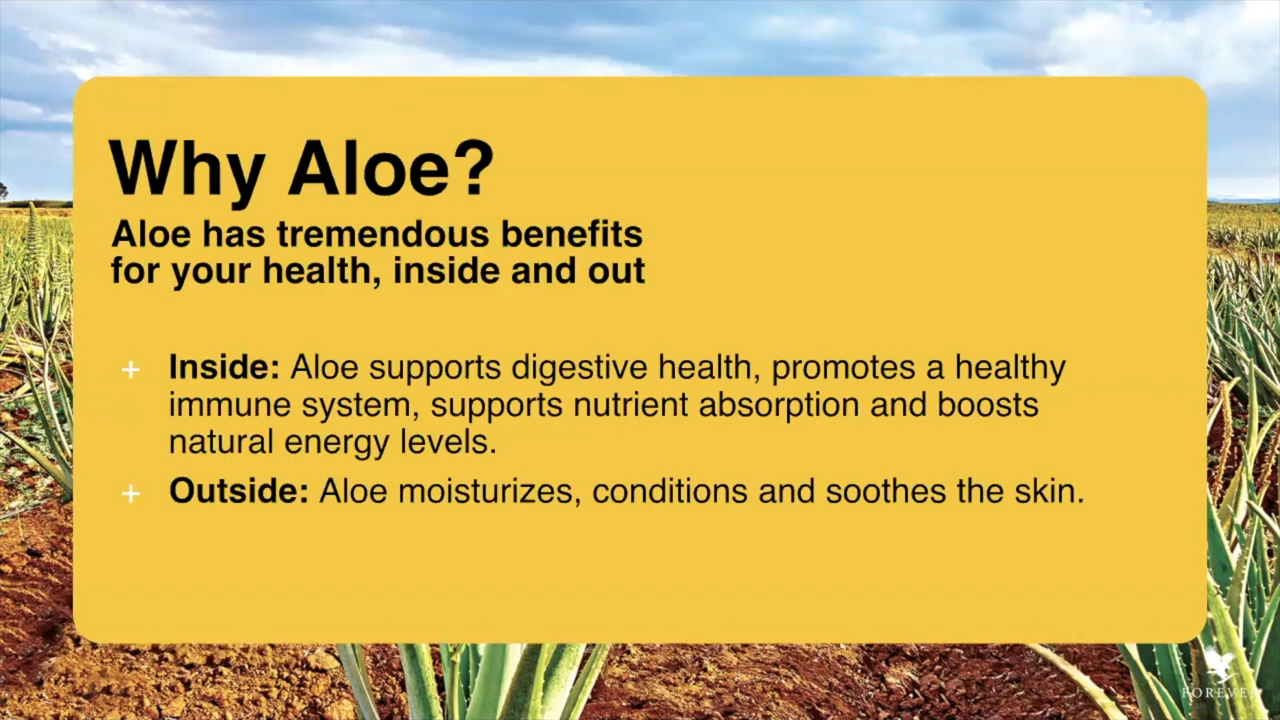 Why Aloe?
Aloe has tremendous benefits
for your health, inside and out
+ Inside: Aloe supports digestive health, promotes a healthy
immune system, supports nutrient absorption and boosts
natural energy levels.
+ Outside: Aloe moisturizes, conditions and soothes the skin.
FOREVER